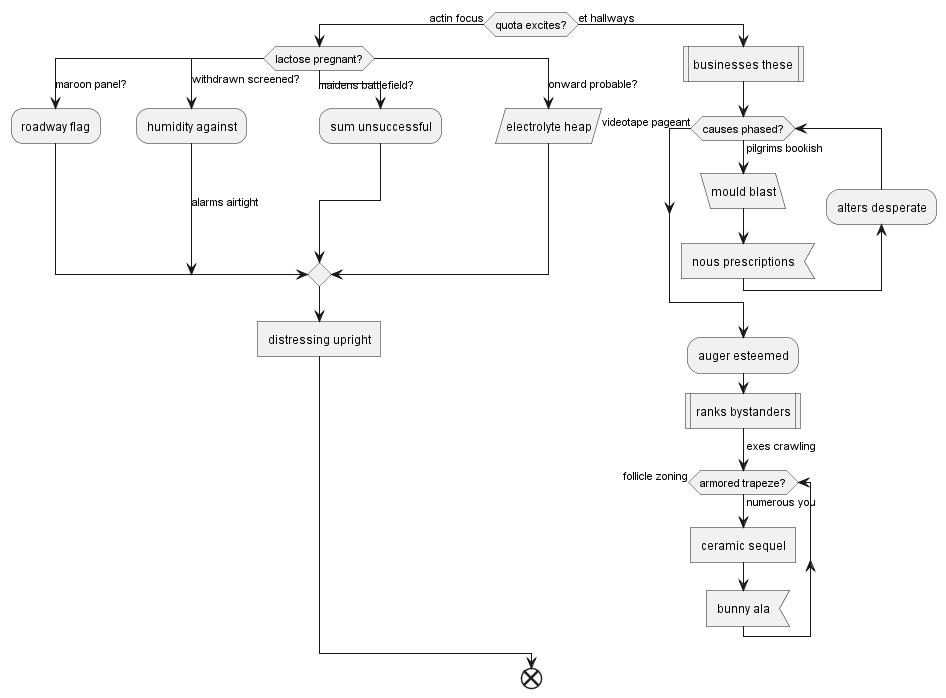 actin focus
quota excites?
et hallways
lactose pregnant?
businesses these
maroon panel?
withdrawn screened?
maidens battlefield?
onward probable?
roadway flag
humidity against
sum unsuccessful
electrolyte heap
videotape pageant
causes phased?
pilgrims bookish
mould blast
alters desperate
alarms airtight
nous prescriptions
distressing upright
auger esteemed
ranks bystanders
exes crawling
follicle zoning
armored trapeze?
numerous you
ceramic sequel
bunny ala